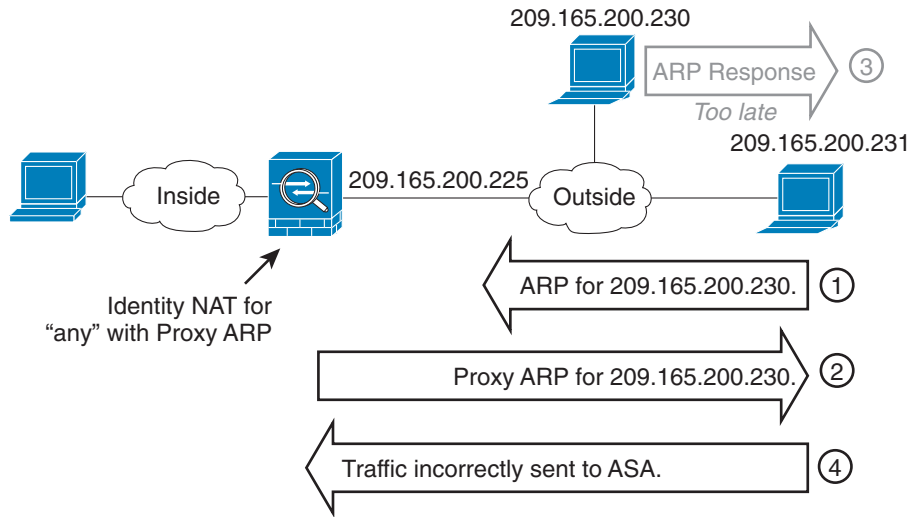 209.165.200.230
ARP Response
3
Too late
209.165.200.231
Inside
209.165.200.225
Outside
Identity NAT for
“any” with Proxy ARP
ARP for 209.165.200.230.
1
Proxy ARP for 209.165.200.230.
2
Traffic incorrectly sent to ASA.
4